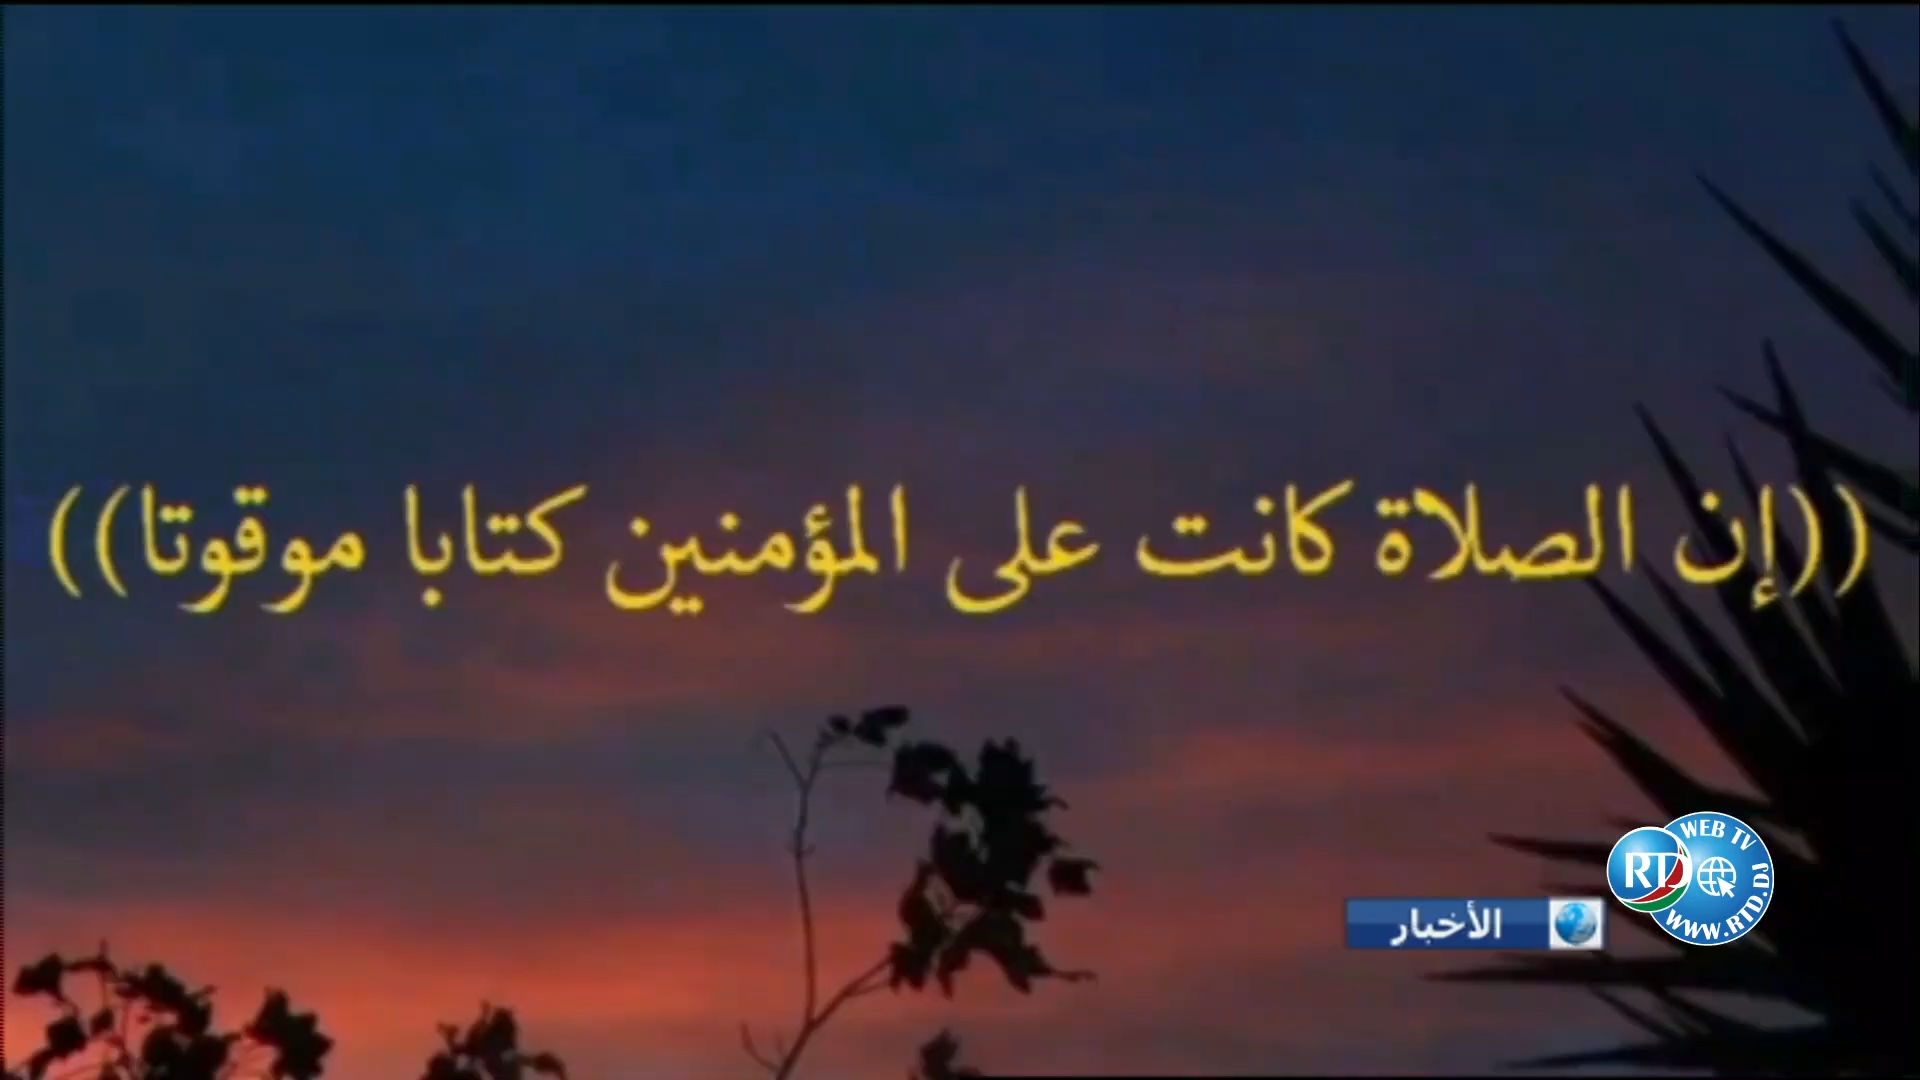 ((إن الصلاة كانت على المؤمنين كتابا موقوتا))
WEB TV
RTD
WWW.RTD.DJ
الأخبار